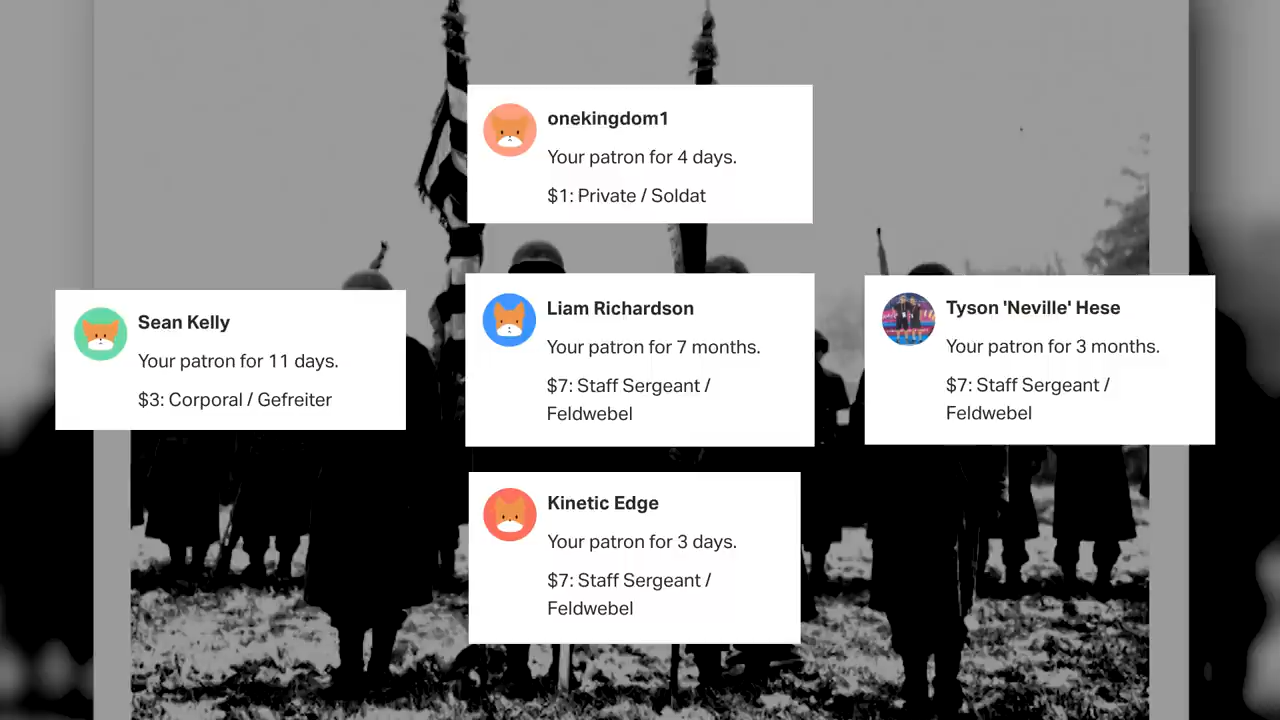 onekingdom1
Your patron for 4 days.
$1: Private / Soldat
Sean Kelly
Your patron for 11 days.
$3: Corporal / Gefreiter
Liam Richardson
Your patron for 7 months.
$7: Staff Sergeant /
Feldwebel
Tyson 'Neville' Hese
Your patron for 3 months.
$7: Staff Sergeant /
Feldwebel
Kinetic Edge
Your patron for 3 days.
$7: Staff Sergeant /
Feldwebel